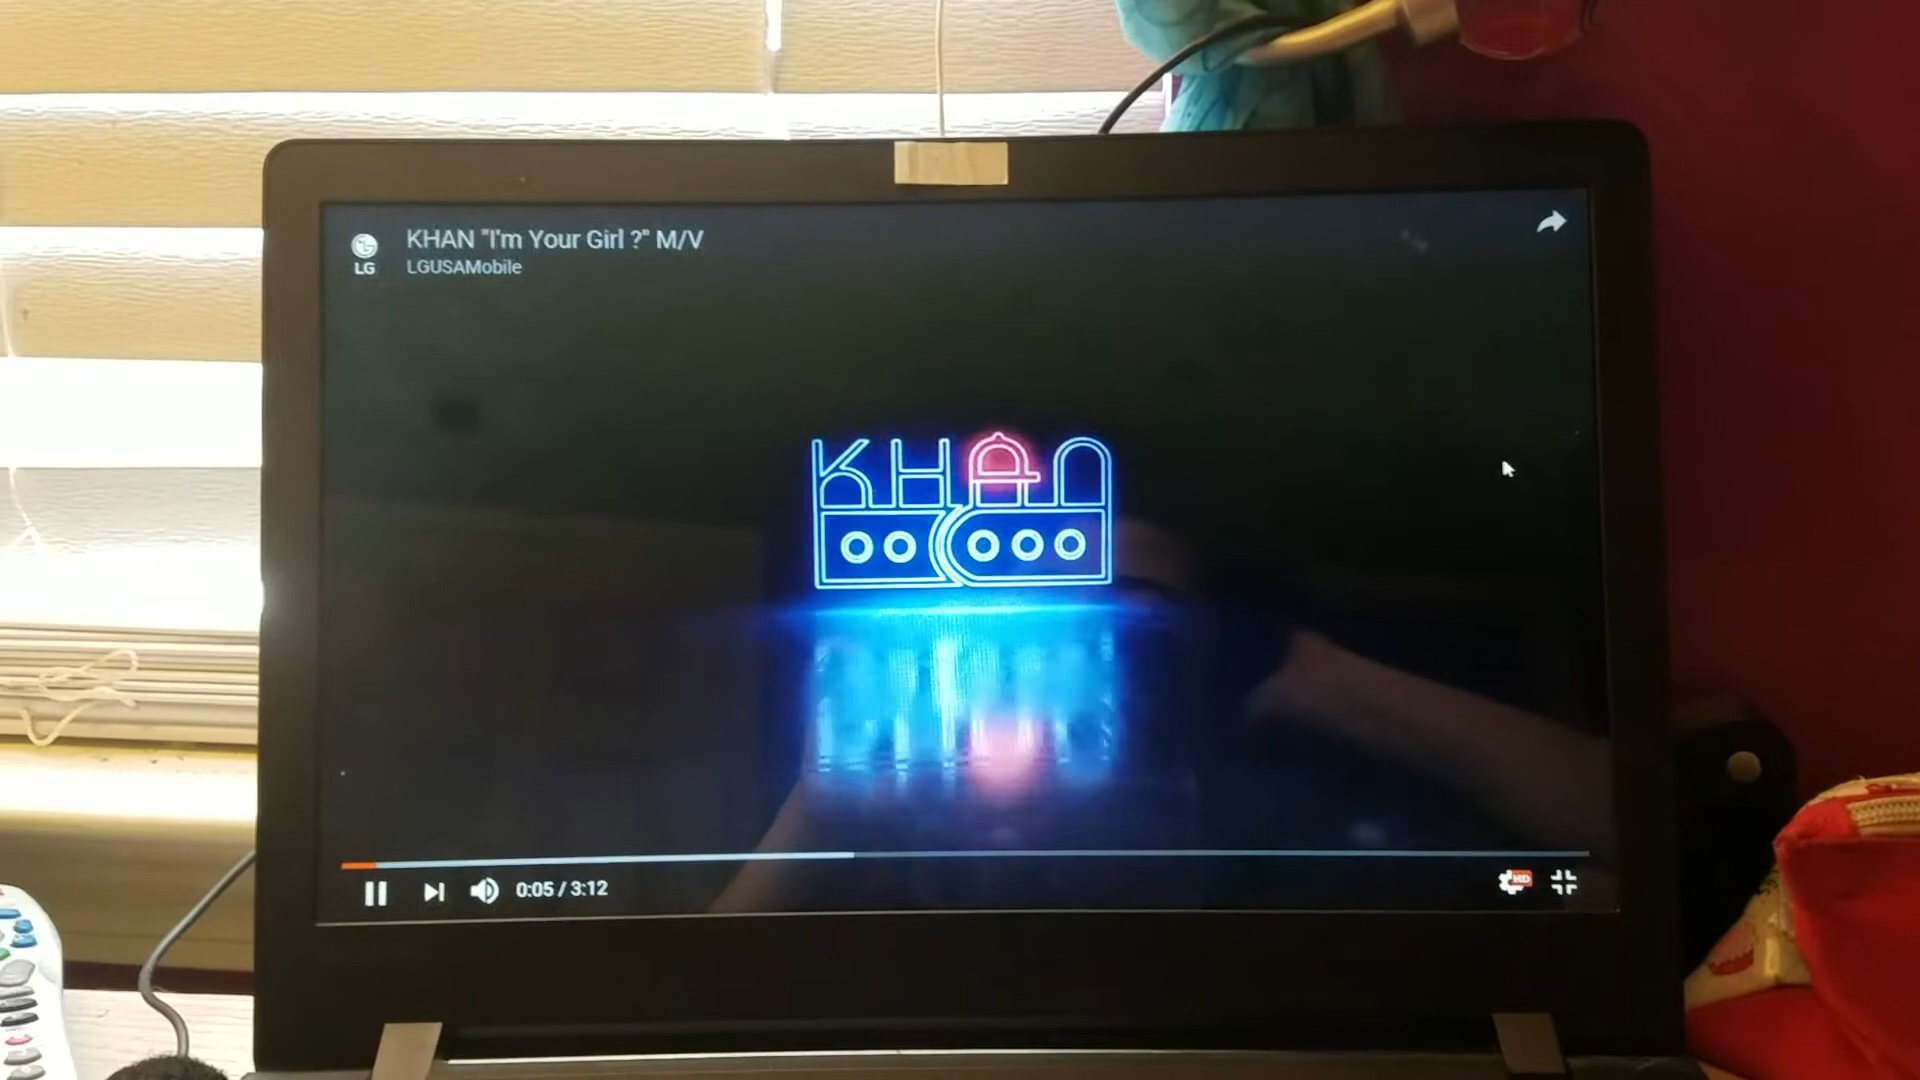 KHAN "I'm Your Girl ?" M/V
LG
LGUSAMobile
KHAN
0:05 / 3:12
HD